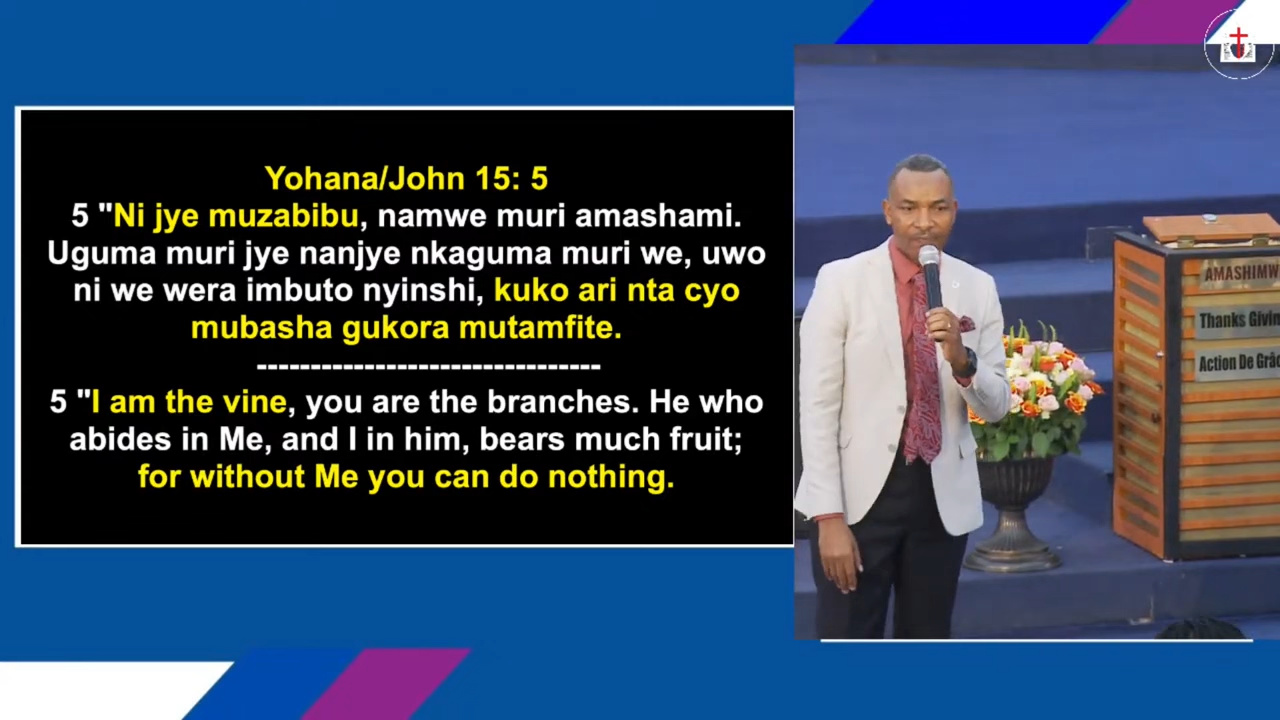 Yohana/John 15: 5
5 "Ni jye muzabibu, namwe muri amashami.
Uguma muri jye nanjye nkaguma muri we, uwo
ni we wera imbuto nyinshi, kuko ari nta cyo
mubasha gukora mutamfite.
--------------------------------
5 "I am the vine, you are the branches. He who
abides in Me, and I in him, bears much fruit;
for without Me you can do nothing.
AMASHIMW
Thanks Givin
Action De Grâc